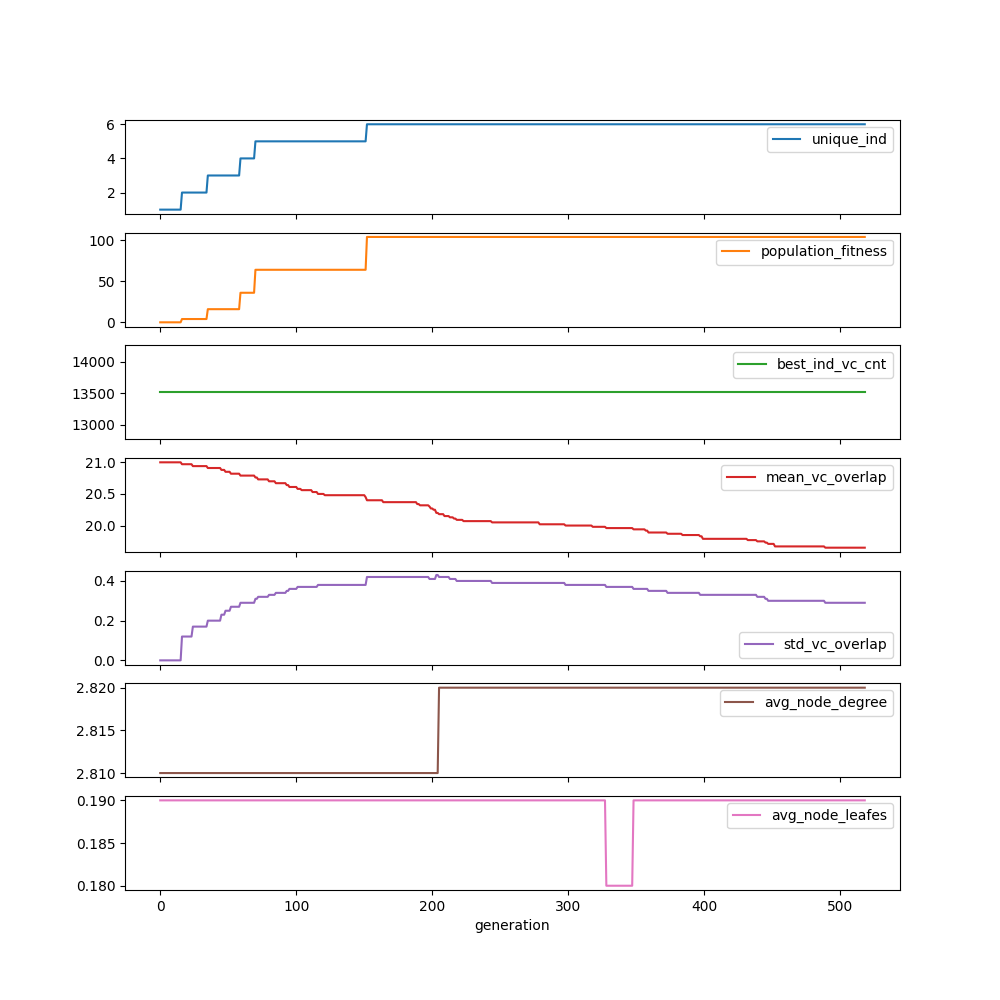 6
4
2
unique_ind
100
50
0
population_fitness
14000
13500
13000
best_ind_vc_cnt
21.0
20.5
20.0
mean_vc_overlap
0.4
0.2
0.0
std_vc_overlap
2.820
2.815
2.810
avg_node_degree
0.190
0.185
0.180
avg_node_leafes
0 100 200 300 400 500
generation